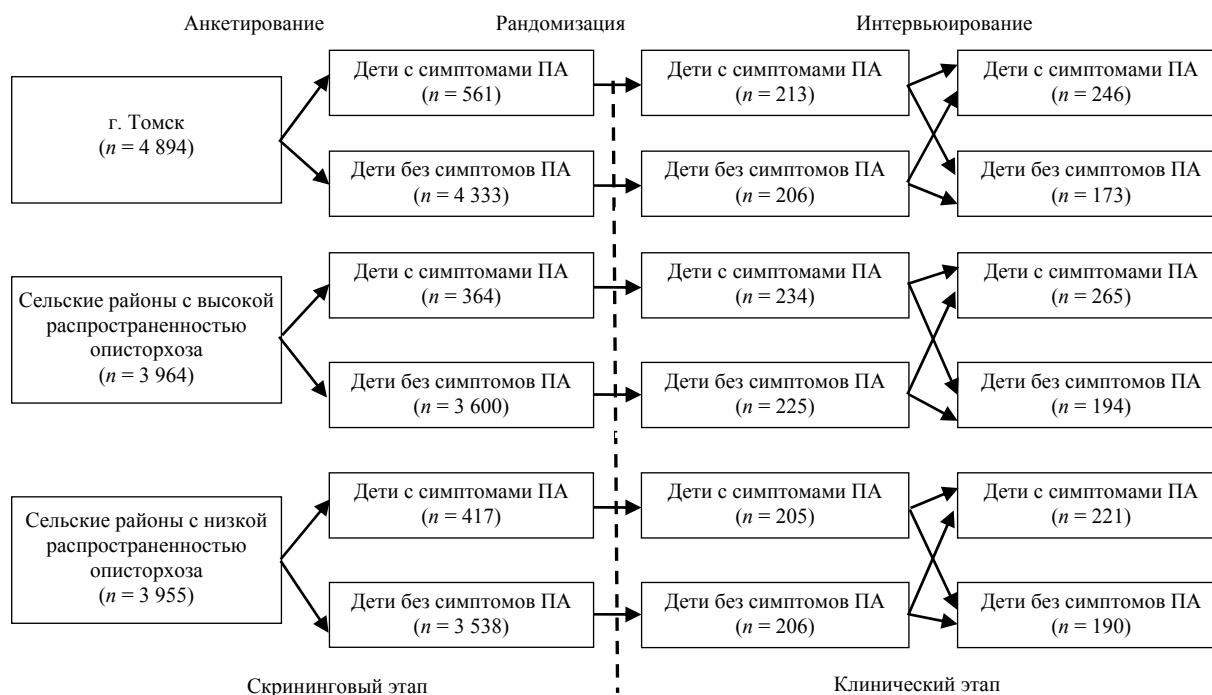 Анкетирование
Рандомизация
Интервьюирование
г. Томск
(n = 4 894)
Дети с симптомами ПА
(n = 561)
Дети с симптомами ПА
(n = 213)
Дети с симптомами ПА
(n = 246)
Дети без симптомов ПА
(n = 4 333)
Дети без симптомов ПА
(n = 206)
Дети без симптомов ПА
(n = 173)
Сельские районы с высокой
распространенностью
описторхоза
(n = 3 964)
Дети с симптомами ПА
(n = 364)
Дети с симптомами ПА
(n = 234)
Дети с симптомами ПА
(n = 265)
Дети без симптомов ПА
(n = 3 600)
Дети без симптомов ПА
(n = 225)
Дети без симптомов ПА
(n = 194)
Сельские районы с низкой
распространенностью
описторхоза
(n = 3 955)
Дети с симптомами ПА
(n = 417)
Дети с симптомами ПА
(n = 205)
Дети с симптомами ПА
(n = 221)
Дети без симптомов ПА
(n = 3 538)
Дети без симптомов ПА
(n = 206)
Дети без симптомов ПА
(n = 190)
Скрининговый этап
Клинический этап